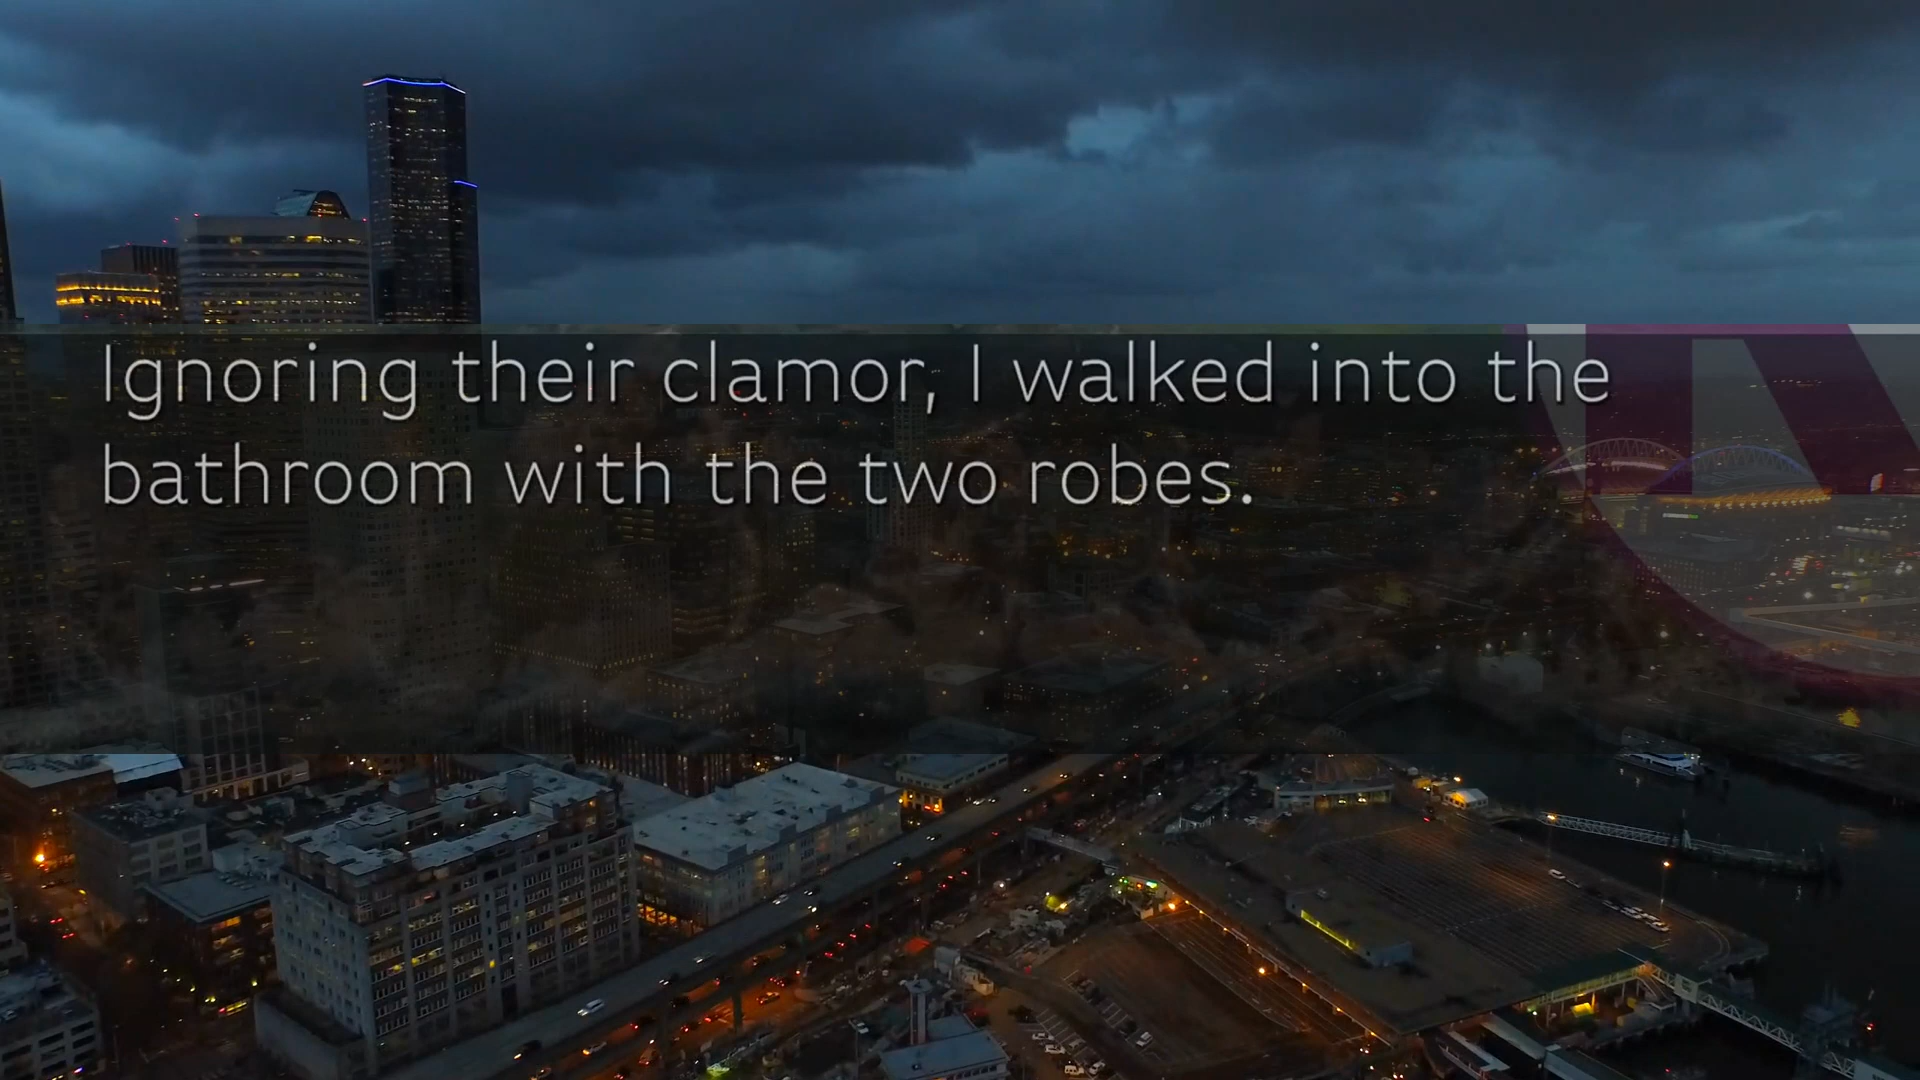 Ignoring their clamor, I walked into the
bathroom with the two robes.